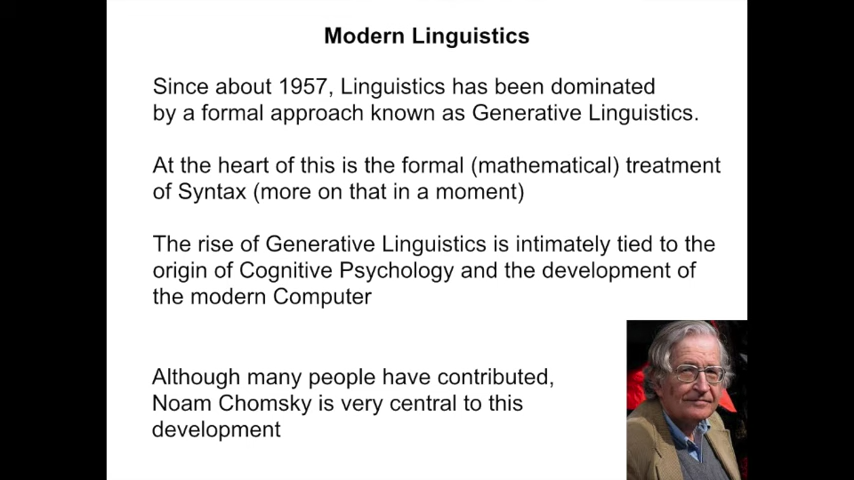 Modern Linguistics
Since about 1957, Linguistics has been dominated
by a formal approach known as Generative Linguistics.
At the heart of this is the formal (mathematical) treatment
of Syntax (more on that in a moment)
The rise of Generative Linguistics is intimately tied to the
origin of Cognitive Psychology and the development of
the modern Computer
Although many people have contributed,
Noam Chomsky is very central to this
development